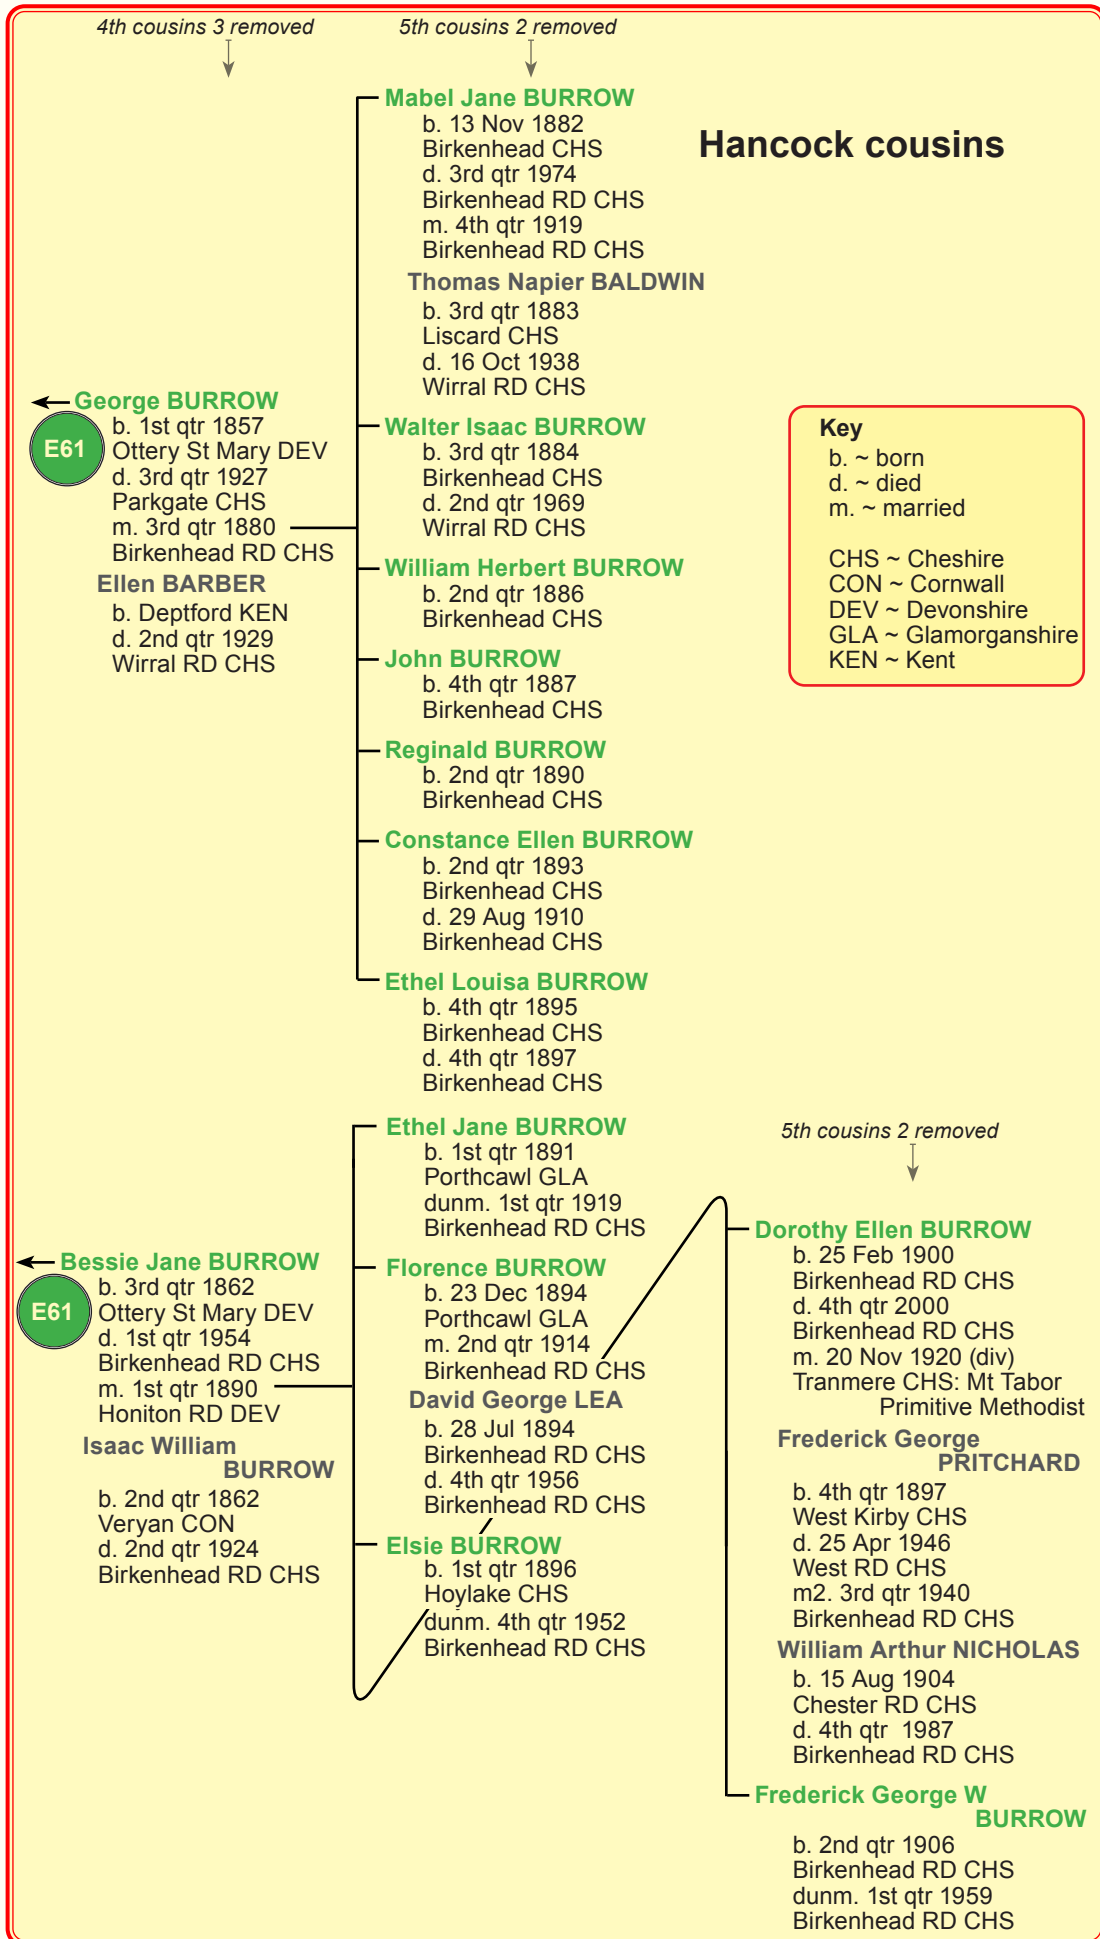 4th cousins 3 removed
5th cousins 2 removed
Hancock cousins
George BURROW
E61
b. 1st qtr 1857
Ottery St Mary DEV
d. 3rd qtr 1927
Parkgate CHS
m. 3rd qtr 1880
Birkenhead RD CHS
Ellen BARBER
b. Deptford KEN
d. 2nd qtr 1929
Wirral RD CHS
Mabel Jane BURROW
b. 13 Nov 1882
Birkenhead CHS
d. 3rd qtr 1974
Birkenhead RD CHS
m. 4th qtr 1919
Birkenhead RD CHS
Thomas Napier BALDWIN
b. 3rd qtr 1883
Liscard CHS
d. 16 Oct 1938
Wirral RD CHS
Walter Isaac BURROW
b. 3rd qtr 1884
Birkenhead CHS
d. 2nd qtr 1969
Wirral RD CHS
William Herbert BURROW
b. 2nd qtr 1886
Birkenhead CHS
John BURROW
b. 4th qtr 1887
Birkenhead CHS
Reginald BURROW
b. 2nd qtr 1890
Birkenhead CHS
Constance Ellen BURROW
b. 2nd qtr 1893
Birkenhead CHS
d. 29 Aug 1910
Birkenhead CHS
Ethel Louisa BURROW
b. 4th qtr 1895
Birkenhead CHS
d. 4th qtr 1897
Birkenhead CHS
Key
b. ~ born
d. ~ died
m. ~ married
CHS ~ Cheshire
CON ~ Cornwall
DEV ~ Devonshire
GLA ~ Glamorganshire
KEN ~ Kent
Bessie Jane BURROW
E61
b. 3rd qtr 1862
Ottery St Mary DEV
d. 1st qtr 1954
Birkenhead RD CHS
m. 1st qtr 1890
Honiton RD DEV
Isaac William
BURROW
b. 2nd qtr 1862
Veryan CON
d. 2nd qtr 1924
Birkenhead RD CHS
Ethel Jane BURROW
b. 1st qtr 1891
Porthcawl GLA
dunm. 1st qtr 1919
Birkenhead RD CHS
Florence BURROW
b. 23 Dec 1894
Porthcawl GLA
m. 2nd qtr 1914
Birkenhead RD CHS
David George LEA
b. 28 Jul 1894
Birkenhead RD CHS
d. 4th qtr 1956
Birkenhead RD CHS
Elsie BURROW
b. 1st qtr 1896
Hoylake CHS
dunm. 4th qtr 1952
Birkenhead RD CHS
5th cousins 2 removed
Dorothy Ellen BURROW
b. 25 Feb 1900
Birkenhead RD CHS
d. 4th qtr 2000
Birkenhead RD CHS
m. 20 Nov 1920 (div)
Tranmere CHS: Mt Tabor
Primitive Methodist
Frederick George
PRITCHARD
b. 4th qtr 1897
West Kirby CHS
d. 25 Apr 1946
West RD CHS
m2. 3rd qtr 1940
Birkenhead RD CHS
William Arthur NICHOLAS
b. 15 Aug 1904
Chester RD CHS
d. 4th qtr 1987
Birkenhead RD CHS
Frederick George W
BURROW
b. 2nd qtr 1906
Birkenhead RD CHS
dunm. 1st qtr 1959
Birkenhead RD CHS